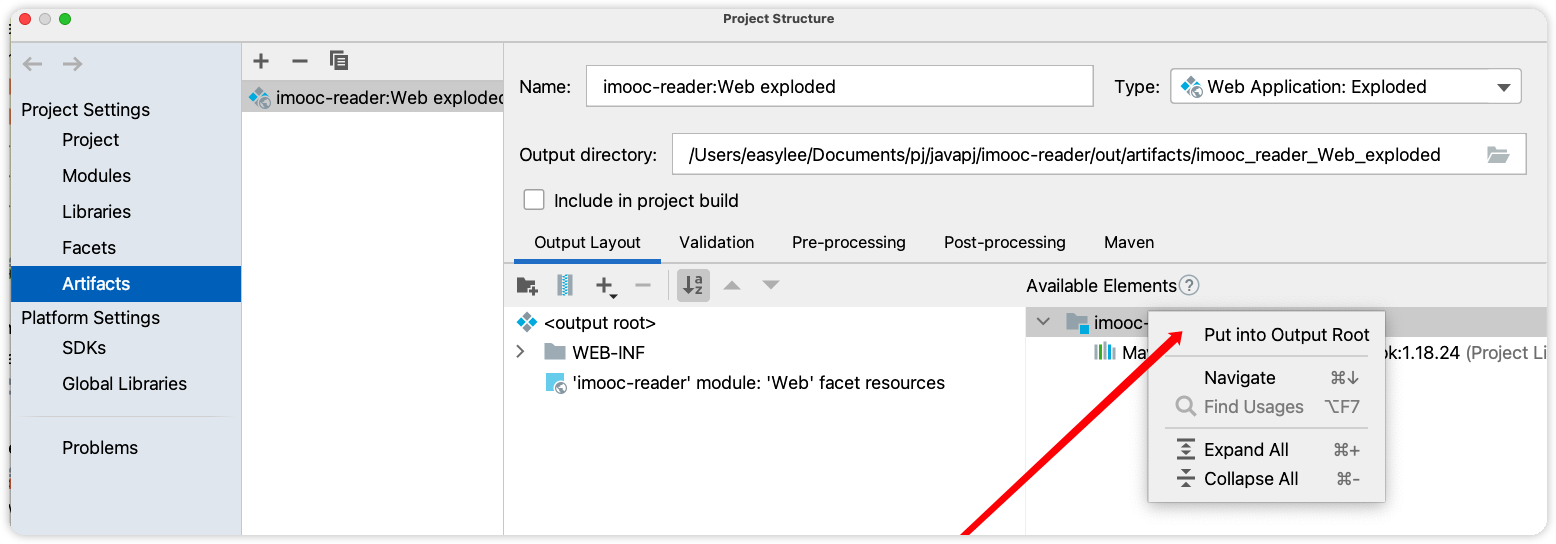 Project Structure
Project Settings
Project
Modules
Libraries
Facets
Artifacts
Platform Settings
SDKs
Global Libraries
Problems
imooc-reader:Web exploded
Name: imooc-reader:Web exploded Type: Web Application: Exploded
Output directory: /Users/easylee/Documents/pj/javapj/imooc-reader/out/artifacts/imooc_reader_Web_exploded
Include in project build
Output Layout Validation Pre-processing Post-processing Maven
Available Elements
<output root>
WEB-INF
'imooc-reader' module: 'Web' facet resources
imooc-
:1.18.24 (Project Li
Put into Output Root
Navigate ⌘↓
Find Usages ⌥F7
Expand All ⌘+
Collapse All ⌘-